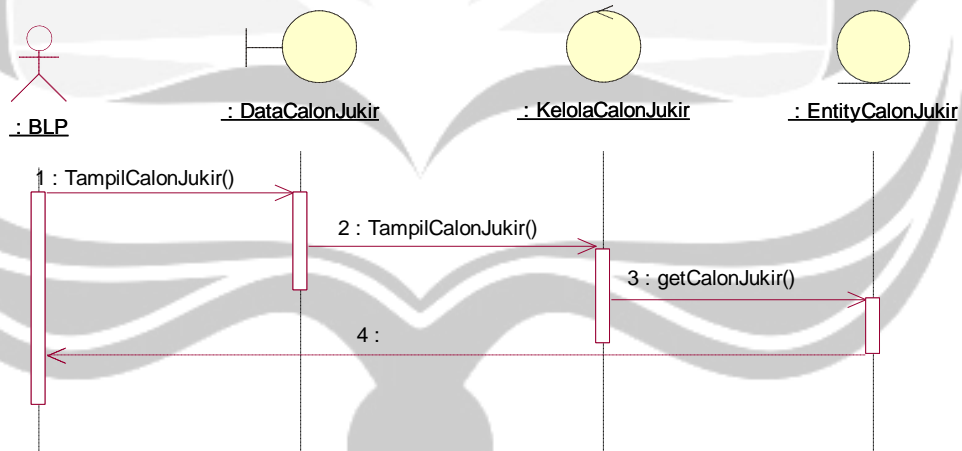 : BLP
: DataCalonJukir
: KelolaCalonJukir
: EntityCalonJukir
1 : TampilCalonJukir()
2 : TampilCalonJukir()
3 : getCalonJukir()
4 :